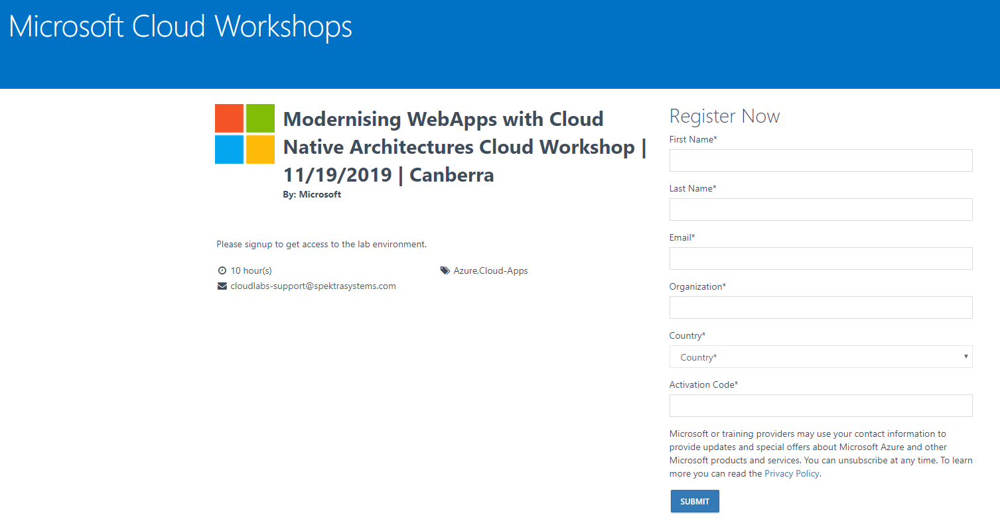 Microsoft Cloud Workshops
Modernising WebApps with Cloud
Native Architectures Cloud Workshop |
11/19/2019 | Canberra
By: Microsoft
Please signup to get access to the lab environment.
10 hour(s)
Azure,Cloud-Apps
cloudlabs-support@spektrasystems.com
Register Now
First Name*
Last Name*
Email*
Organization*
Country*
Country*
Activation Code*
Microsoft or training providers may use your contact information to
provide updates and special offers about Microsoft Azure and other
Microsoft products and services. You can unsubscribe at any time. To learn
more you can read the Privacy Policy.
SUBMIT